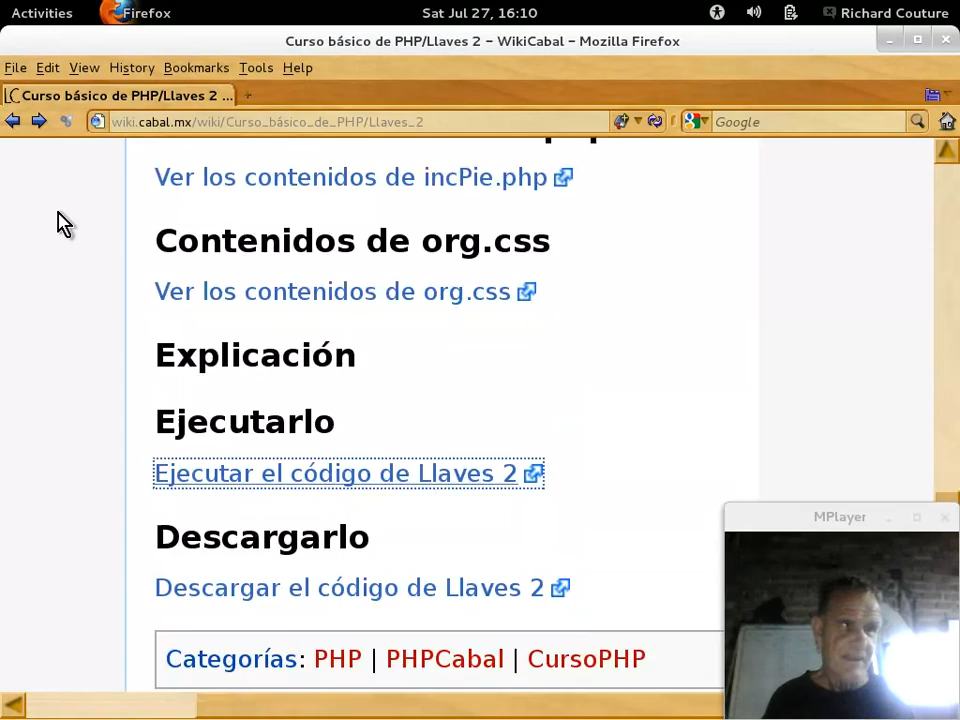 Activities Firefox Sat Jul 27, 16:10 Richard Couture
Curso básico de PHP/Llaves 2 - WikiCabal - Mozilla Firefox
File Edit View History Bookmarks Tools Help
Curso básico de PHP/Llaves 2 ...
wiki.cabal.mx/wiki/Curso_básico_de_PHP/Llaves_2 Google
Ver los contenidos de incPie.php
Contenidos de org.css
Ver los contenidos de org.css
Explicación
Ejecutarlo
Ejecutar el código de Llaves 2
Descargarlo
MPlayer
Descargar el código de Llaves 2
Categorías: PHP | PHPCabal | CursoPHP